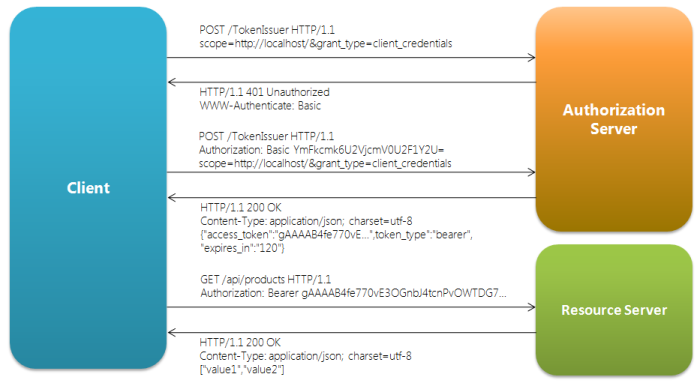 POST /TokenIssuer HTTP/1.1
scope=http://localhost/&grant_type=client_credentials
HTTP/1.1 401 Unauthorized
WWW-Authenticate: Basic
POST /TokenIssuer HTTP/1.1
Authorization: Basic YmFkcmk6U2VjcmV0U2F1Y2U=
scope=http://localhost/&grant_type=client_credentials
HTTP/1.1 200 OK
Content-Type: application/json; charset=utf-8
{"access_token":"gAAAAB4fe770vE...",token_type":"bearer",
"expires_in":"120"}
GET /api/products HTTP/1.1
Authorization: Bearer gAAAAB4fe770vE3OGnbJ4tcnPvOWTDG7...
HTTP/1.1 200 OK
Content-Type: application/json; charset=utf-8
["value1","value2"]
Client
Authorization
Server
Resource Server